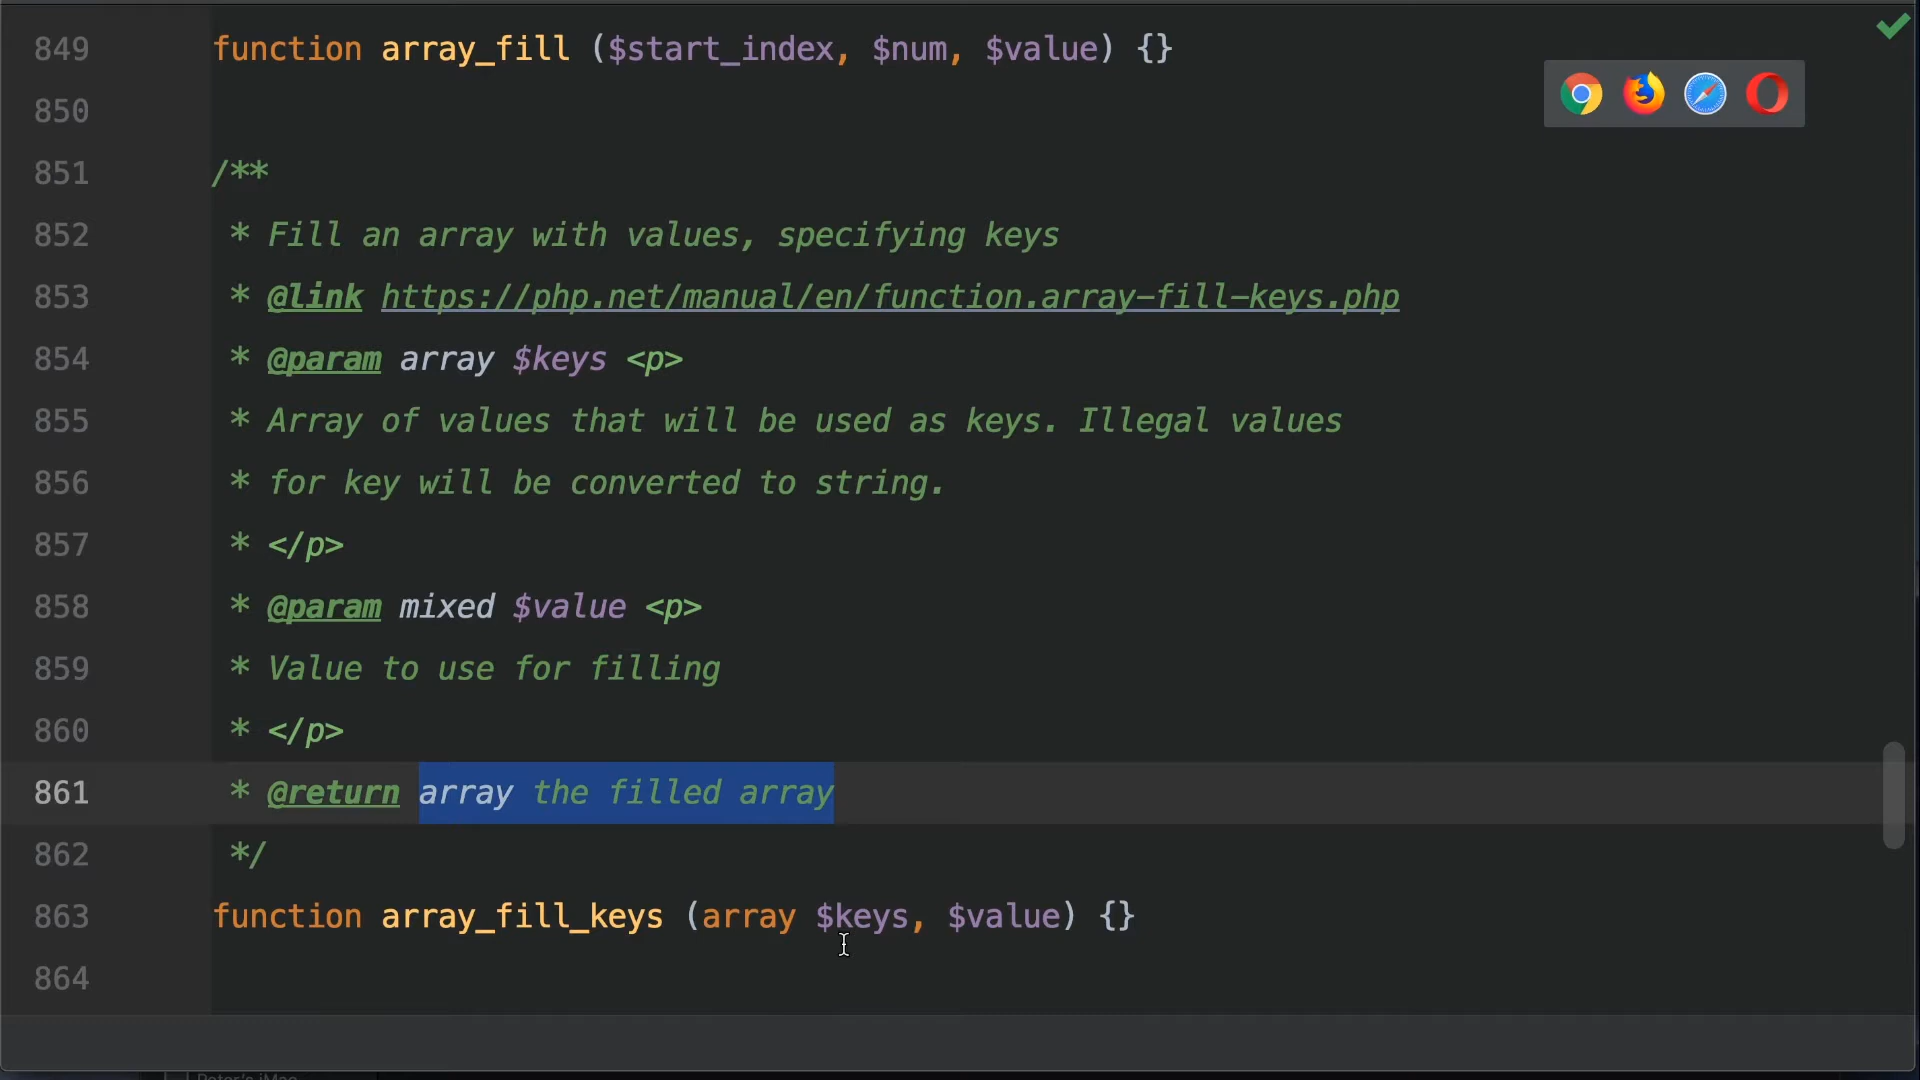 849 function array_fill ($start_index, $num, $value) {}
850
851 /**
852 * Fill an array with values, specifying keys
853 * @link https://php.net/manual/en/function.array-fill-keys.php
854 * @param array $keys <p>
855 * Array of values that will be used as keys. Illegal values
856 * for key will be converted to string.
857 * </p>
858 * @param mixed $value <p>
859 * Value to use for filling
860 * </p>
861 * @return array the filled array
862 */
863 function array_fill_keys (array $keys, $value) {}
864
Peter's iMac